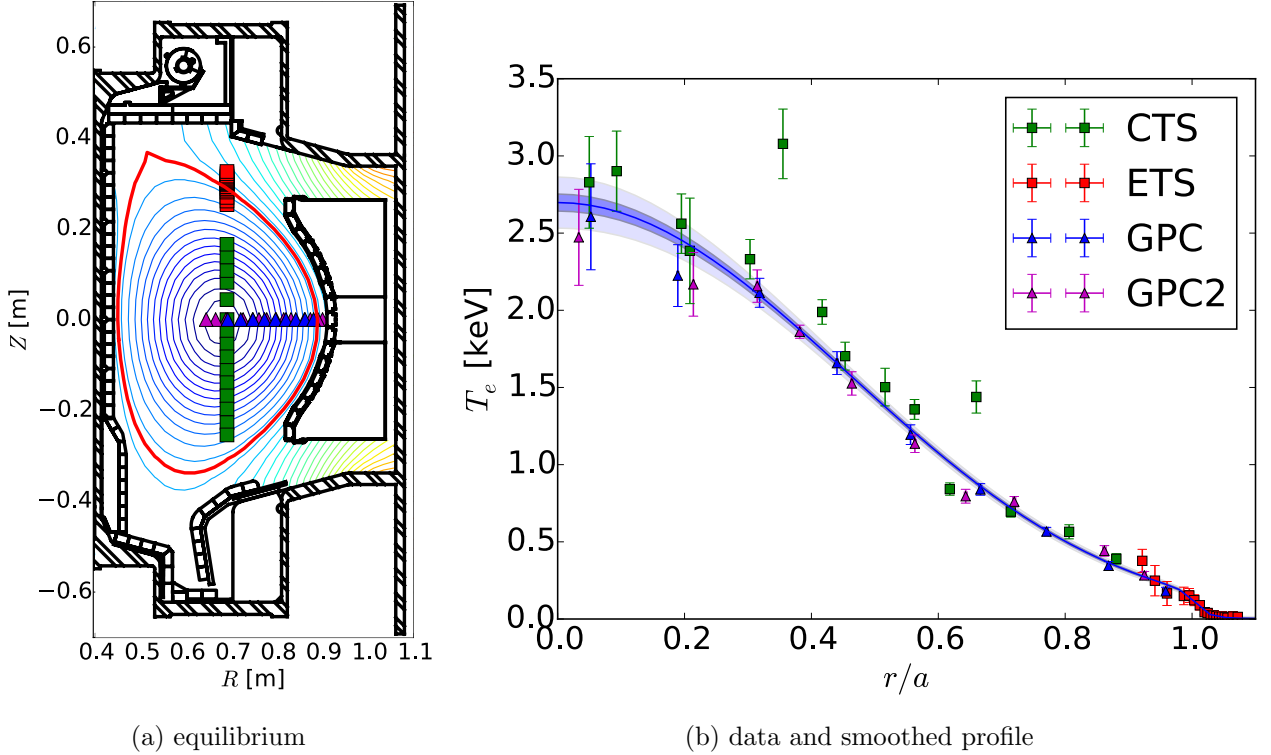 0.6
0.4
0.2
0.0
−0.2
−0.4
−0.6
Z [m]
0.4 0.5 0.6 0.7 0.8 0.9 1.0 1.1
R [m]
(a) equilibrium
3.5
3.0
2.5
2.0
1.5
1.0
0.5
0.0
T_e [keV]
CTS
ETS
GPC
GPC2
0.0 0.2 0.4 0.6 0.8 1.0
r/a
(b) data and smoothed profile